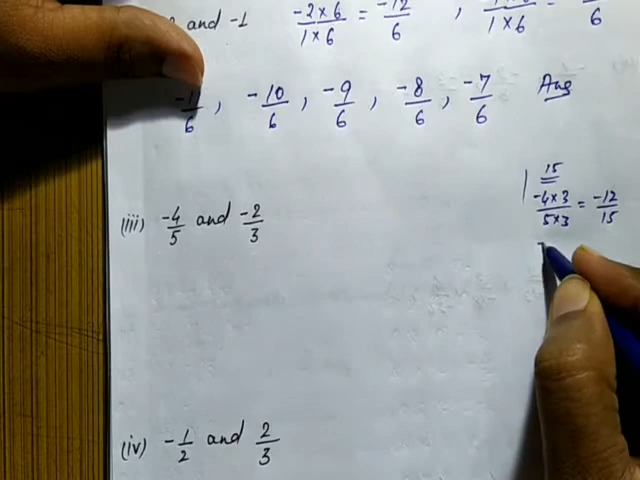 and -1 -2×6/1×6 = -12/6 , 1×6 = 6
-11/6 , -10/6 , -9/6 , -8/6 , -7/6 Ans
15
-4×3/5×3 = -12/15
(iii) -4/5 and -2/3
(iv) -1/2 and 2/3